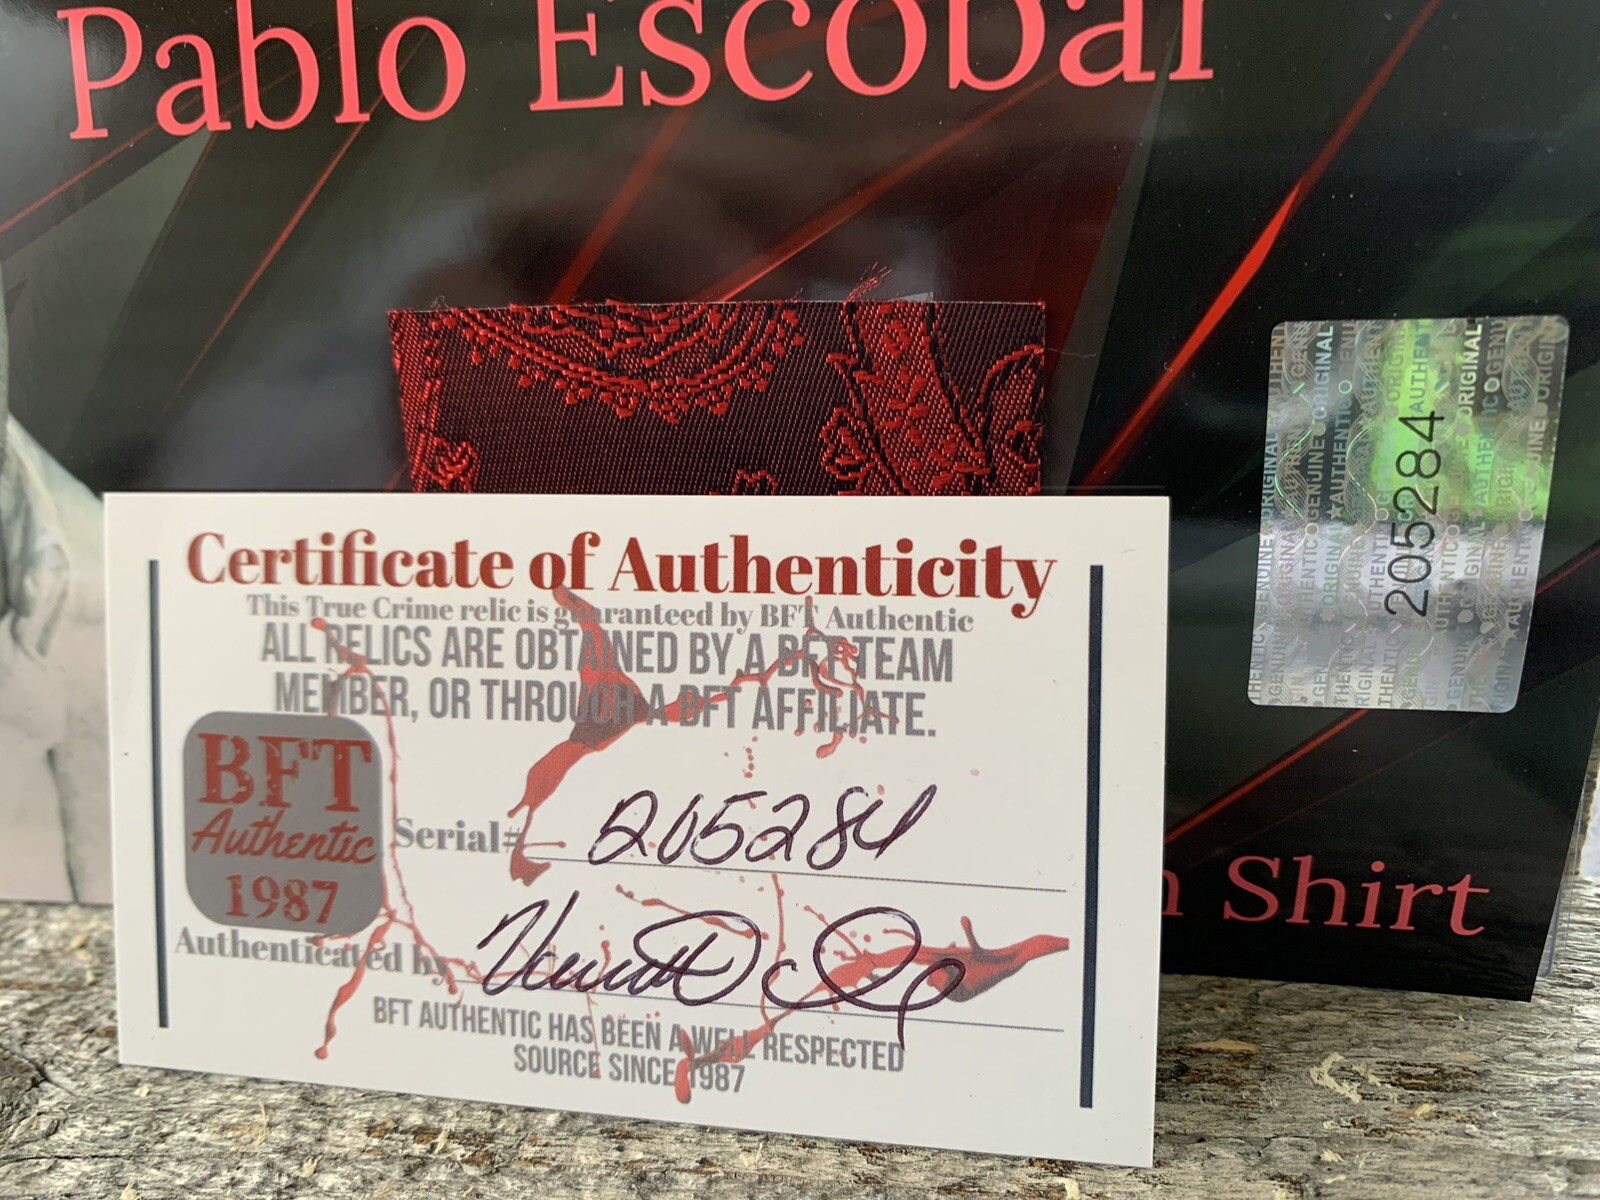 Pablo Escobar
205284
Certificate of Authenticity
This True Crime relic is guaranteed by BFT Authentic
ALL RELICS ARE OBTAINED BY A BFT TEAM
MEMBER, OR THROUGH A BFT AFFILIATE.
BFT
Authentic
1987
Serial# 205284
Authenticated by
BFT AUTHENTIC HAS BEEN A WELL RESPECTED
SOURCE SINCE 1987
Shirt